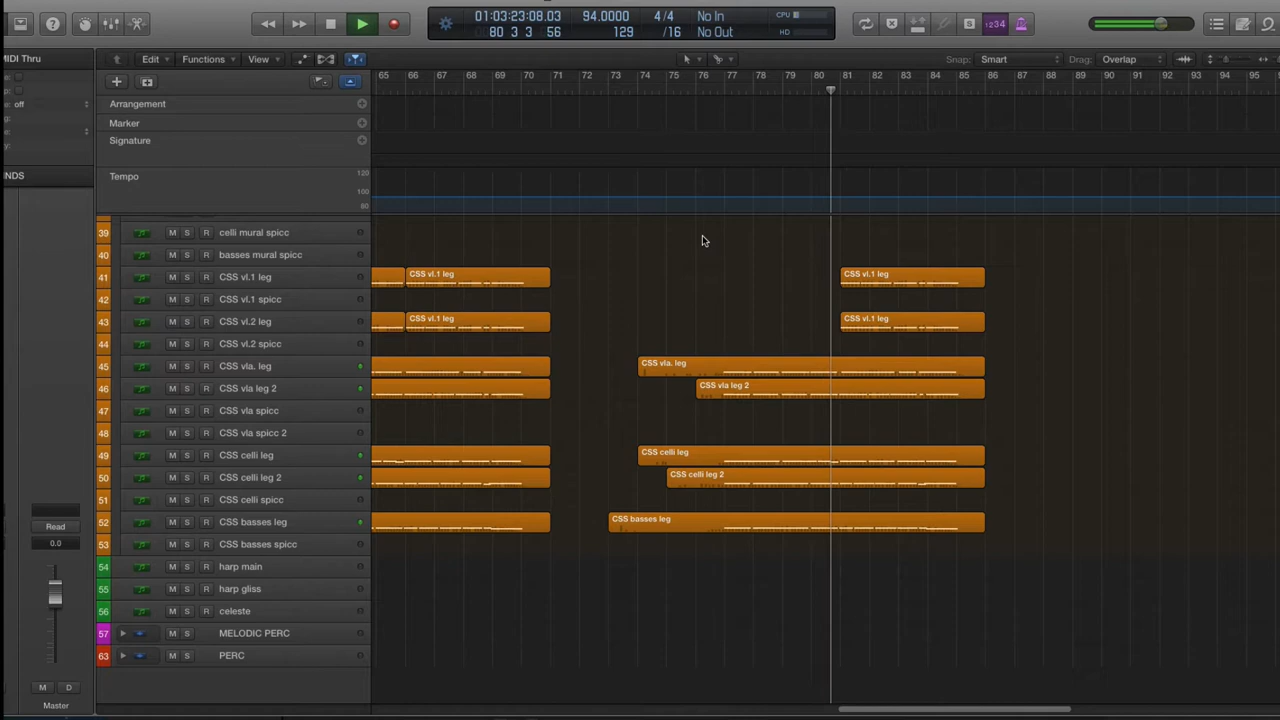 01:03:23:08.03 94.0000 4/4 No In CPU
80 3 3 56 129 /16 No Out HD
1234
MIDI Thru
Edit Functions View Snap: Smart Drag: Overlap
65 66 67 68 69 70 71 72 73 74 75 76 77 78 79 80 81 82 83 84 85 86 87 88 89 90 91 92 93 94 95 96
off
Arrangement
Marker
Signature
Tempo 120
100
80
NDS
39 M S R celli mural spicc
40 M S R basses mural spicc
41 M S R CSS vl.1 leg CSS vl.1 leg CSS vl.1 leg
42 M S R CSS vl.1 spicc
43 M S R CSS vl.2 leg CSS vl.1 leg CSS vl.1 leg
44 M S R CSS vl.2 spicc
45 M S R CSS vla. leg CSS vla. leg
46 M S R CSS vla leg 2 CSS vla leg 2
47 M S R CSS vla spicc
48 M S R CSS vla spicc 2
49 M S R CSS celli leg CSS celli leg
50 M S R CSS celli leg 2 CSS celli leg 2
51 M S R CSS celli spicc
52 M S R CSS basses leg CSS basses leg
53 M S R CSS basses spicc
54 M S R harp main
55 M S R harp gliss
56 M S R celeste
57 M S MELODIC PERC
63 M S PERC
Read
0.0
M D
Master